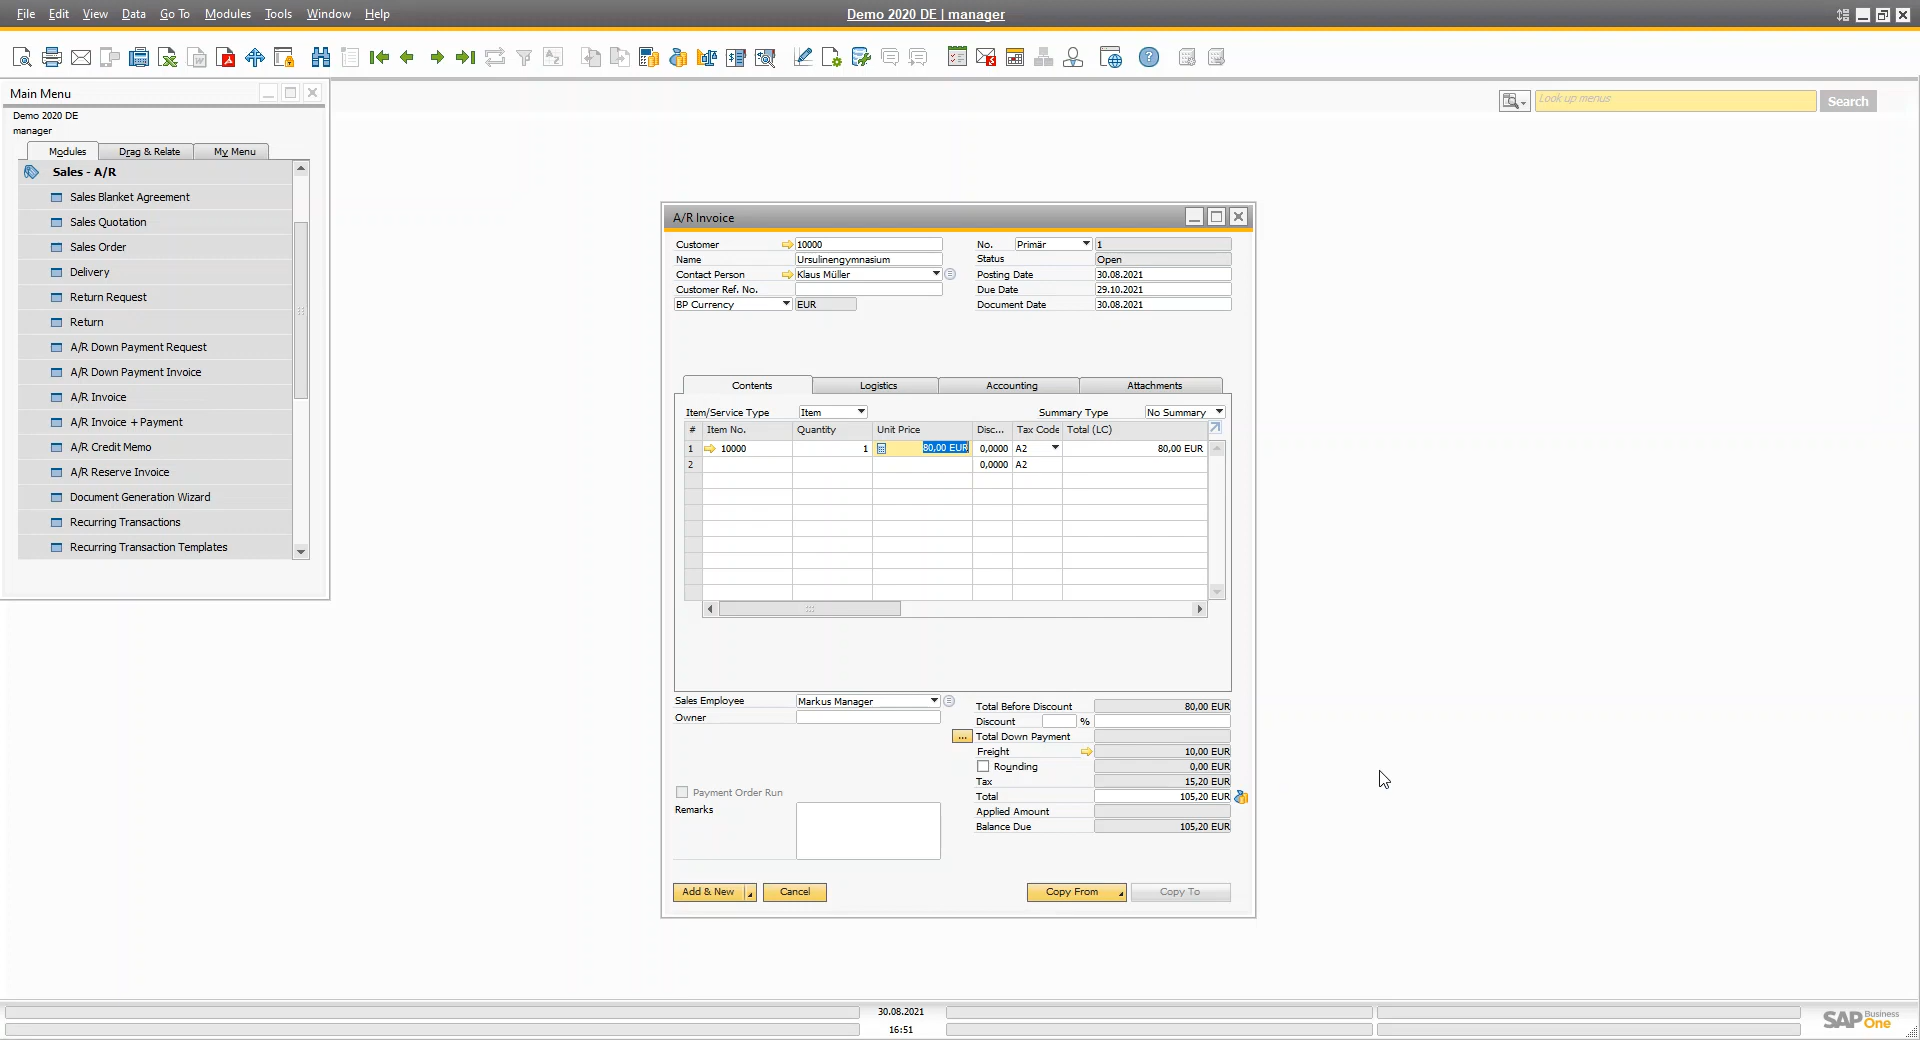 File Edit View Data Go To Modules Tools Window Help
Demo 2020 DE | manager
Main Menu
Demo 2020 DE
manager
Modules Drag & Relate My Menu
Look up menus
Search
Sales - A/R
Sales Blanket Agreement
Sales Quotation
Sales Order
Delivery
Return Request
Return
A/R Down Payment Request
A/R Down Payment Invoice
A/R Invoice
A/R Invoice + Payment
A/R Credit Memo
A/R Reserve Invoice
Document Generation Wizard
Recurring Transactions
Recurring Transaction Templates
A/R Invoice
Customer 10000 No. Primär 1
Name Ursulinengymnasium Status Open
Contact Person Klaus Müller Posting Date 30.08.2021
Customer Ref. No. Due Date 29.10.2021
BP Currency EUR Document Date 30.08.2021
Contents Logistics Accounting Attachments
Item/Service Type Item Summary Type No Summary
# Item No. Quantity Unit Price Disc... Tax Code Total (LC)
1 10000 1 80,00 EUR 0,0000 A2 80,00 EUR
2 0,0000 A2
Sales Employee Markus Manager
Owner
Total Before Discount 80,00 EUR
Discount %
... Total Down Payment
Freight 10,00 EUR
Rounding 0,00 EUR
Tax 15,20 EUR
Payment Order Run
Total 105,20 EUR
Remarks
Applied Amount
Balance Due 105,20 EUR
Add & New Cancel Copy From Copy To
30.08.2021
16:51
SAP Business One